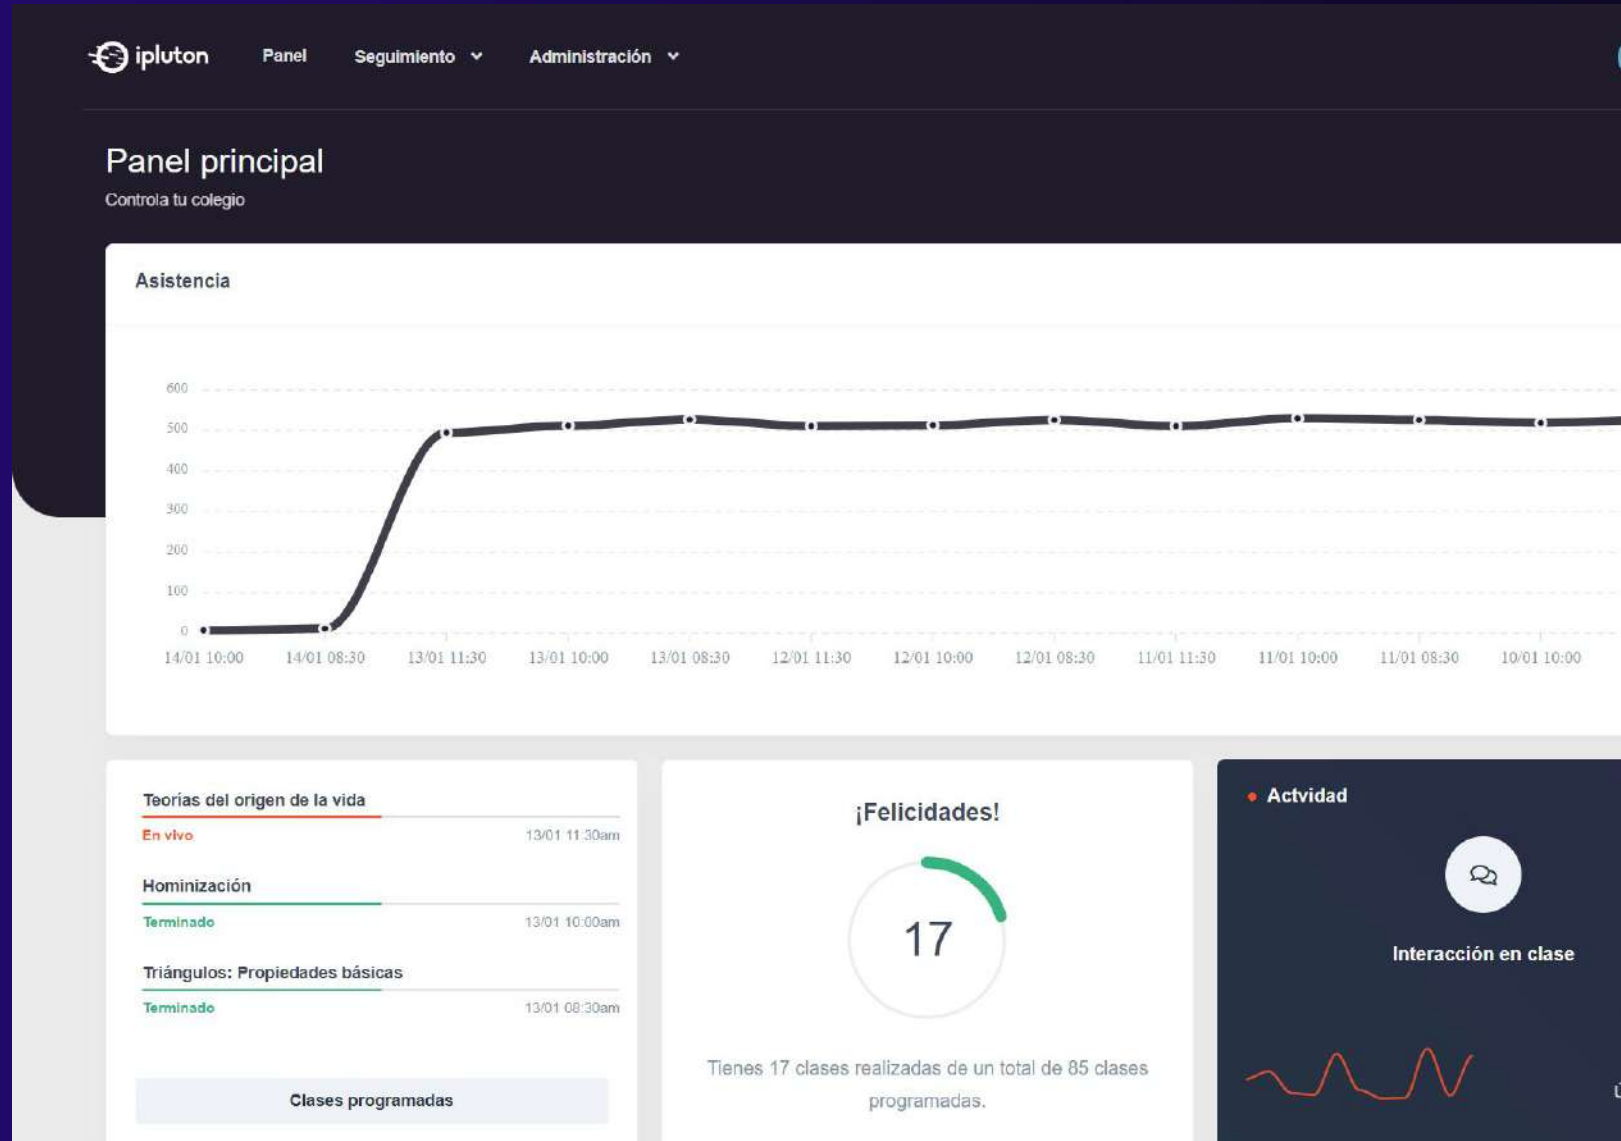 ipluton Panel Seguimiento Administración
Panel principal
Controla tu colegio
Asistencia
600
500
400
300
200
100
0
14/01 10:00 14/01 08:30 13/01 11:30 13/01 10:00 13/01 08:30 12/01 11:30 12/01 10:00 12/01 08:30 11/01 11:30 11/01 10:00 11/01 08:30 10/01 10:00
Teorías del origen de la vida
En vivo 13/01 11:30am
Hominización
Terminado 13/01 10:00am
Triángulos: Propiedades básicas
Terminado 13/01 08:30am
Clases programadas
¡Felicidades!
17
Tienes 17 clases realizadas de un total de 85 clases
programadas.
Actvidad
Interacción en clase